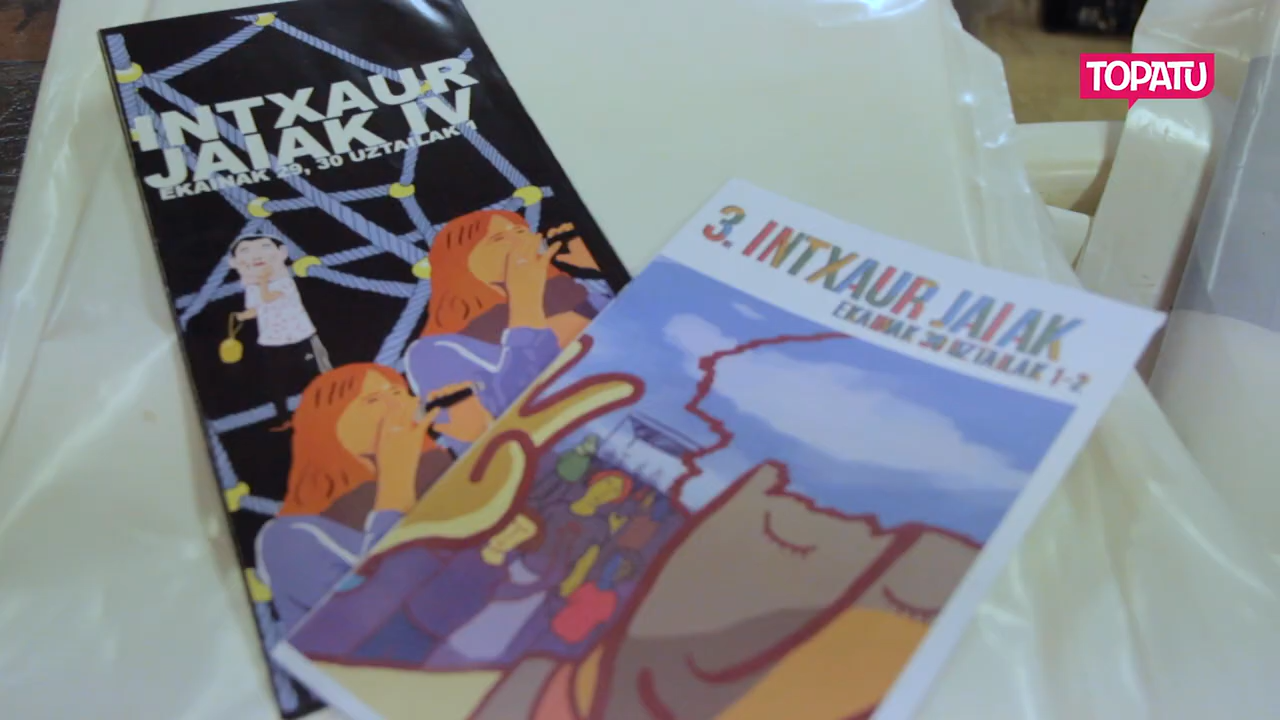 INTXAUR
JAIAK IV
EKAINAK 29, 30 UZTAILAK 1
3. INTXAUR JAIAK
EKAINAK 30 UZTAILAK 1-2
TOPATU